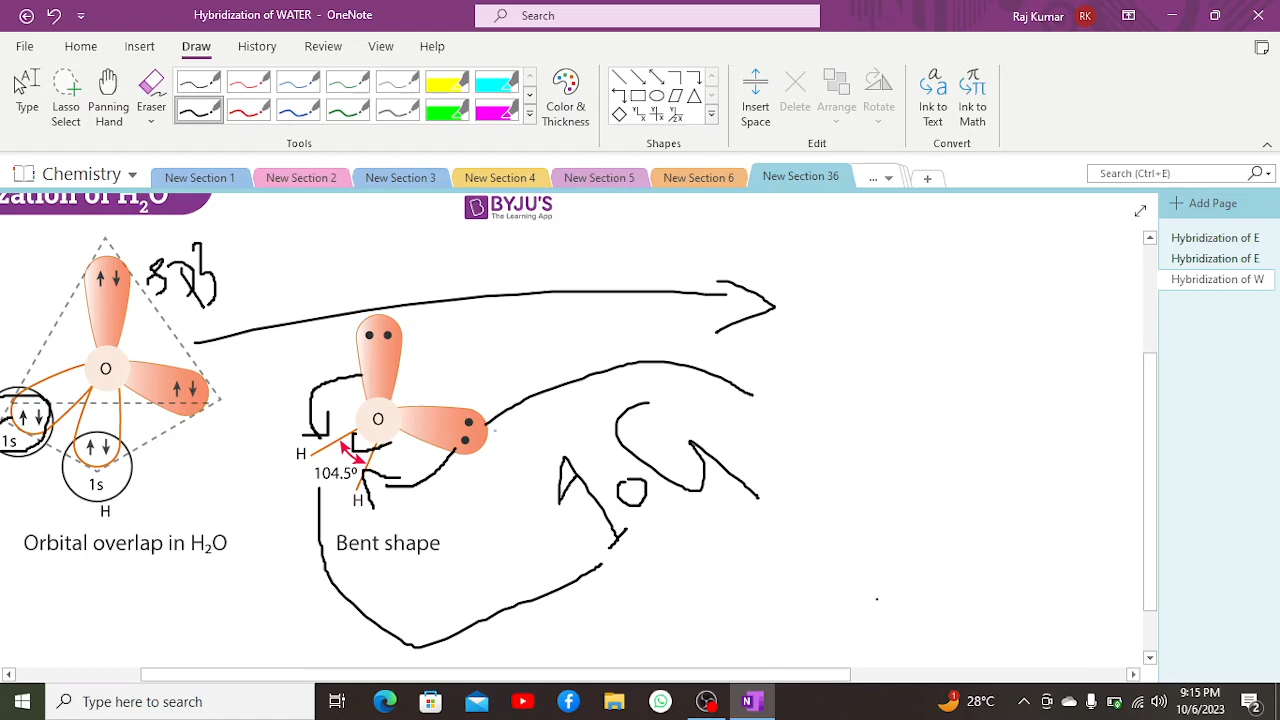 Hybridization of WATER - OneNote
Search
Raj Kumar
RK
File Home Insert Draw History Review View Help
Type
Lasso Select
Panning Hand
Eraser
Color & Thickness
Insert Space
Delete
Arrange
Rotate
Ink to Text
Ink to Math
Tools Shapes Edit Convert
Chemistry
New Section 1
New Section 2
New Section 3
New Section 4
New Section 5
New Section 6
New Section 36
...
Search (Ctrl+E)
zation of H2O
BYJU'S
The Learning App
Add Page
Hybridization of E
Hybridization of E
Hybridization of W
O
1s
1s
H
O
H
104.5º
H
Orbital overlap in H₂O
Bent shape
Type here to search
1
28°C
9:15 PM
10/6/2023
2